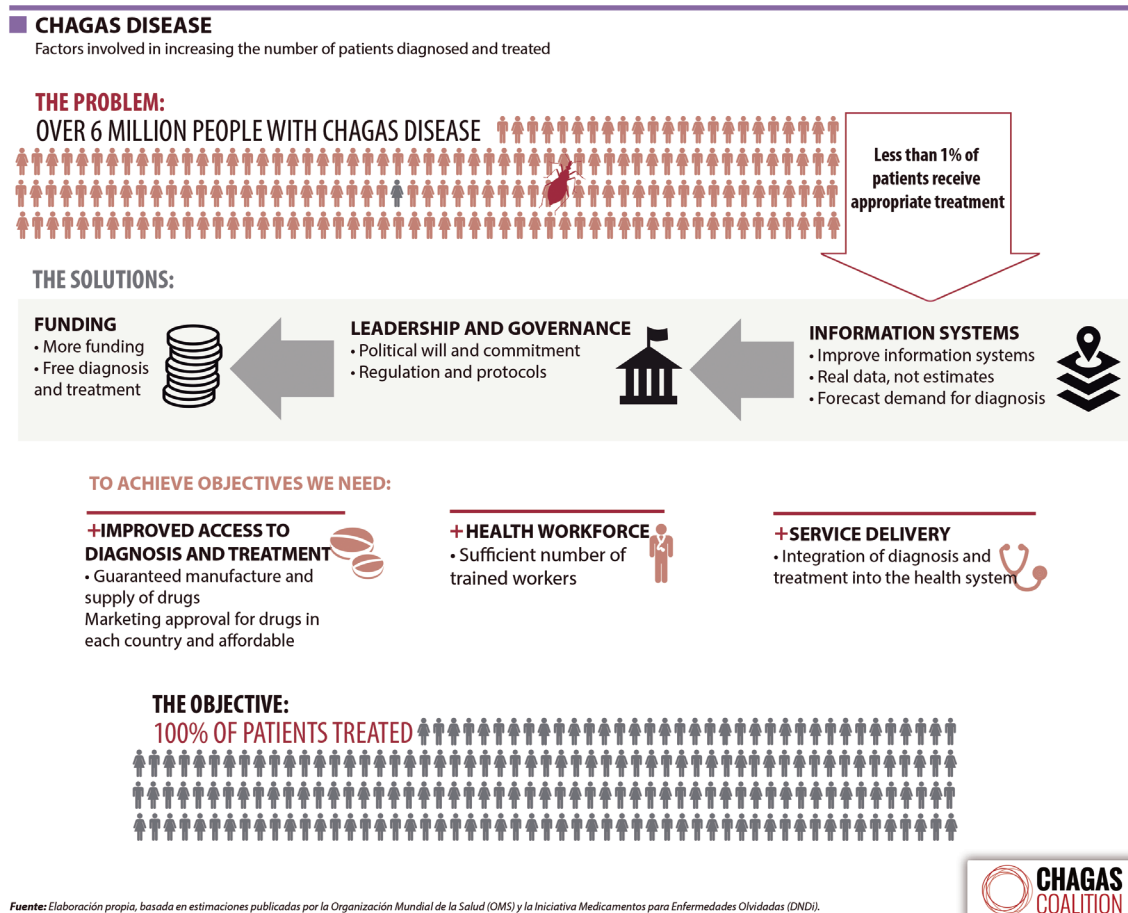 CHAGAS DISEASE
Factors involved in increasing the number of patients diagnosed and treated
THE PROBLEM:
OVER 6 MILLION PEOPLE WITH CHAGAS DISEASE
Less than 1% of
patients receive
appropriate treatment
THE SOLUTIONS:
FUNDING
• More funding
• Free diagnosis
and treatment
LEADERSHIP AND GOVERNANCE
• Political will and commitment
• Regulation and protocols
INFORMATION SYSTEMS
• Improve information systems
• Real data, not estimates
• Forecast demand for diagnosis
TO ACHIEVE OBJECTIVES WE NEED:
+IMPROVED ACCESS TO
DIAGNOSIS AND TREATMENT
• Guaranteed manufacture and
supply of drugs
Marketing approval for drugs in
each country and affordable
+HEALTH WORKFORCE
• Sufficient number of
trained workers
+SERVICE DELIVERY
• Integration of diagnosis and
treatment into the health system
THE OBJECTIVE:
100% OF PATIENTS TREATED
CHAGAS
COALITION
Fuente: Elaboración propia, basada en estimaciones publicadas por la Organización Mundial de la Salud (OMS) y la Iniciativa Medicamentos para Enfermedades Olvidadas (DNDi).